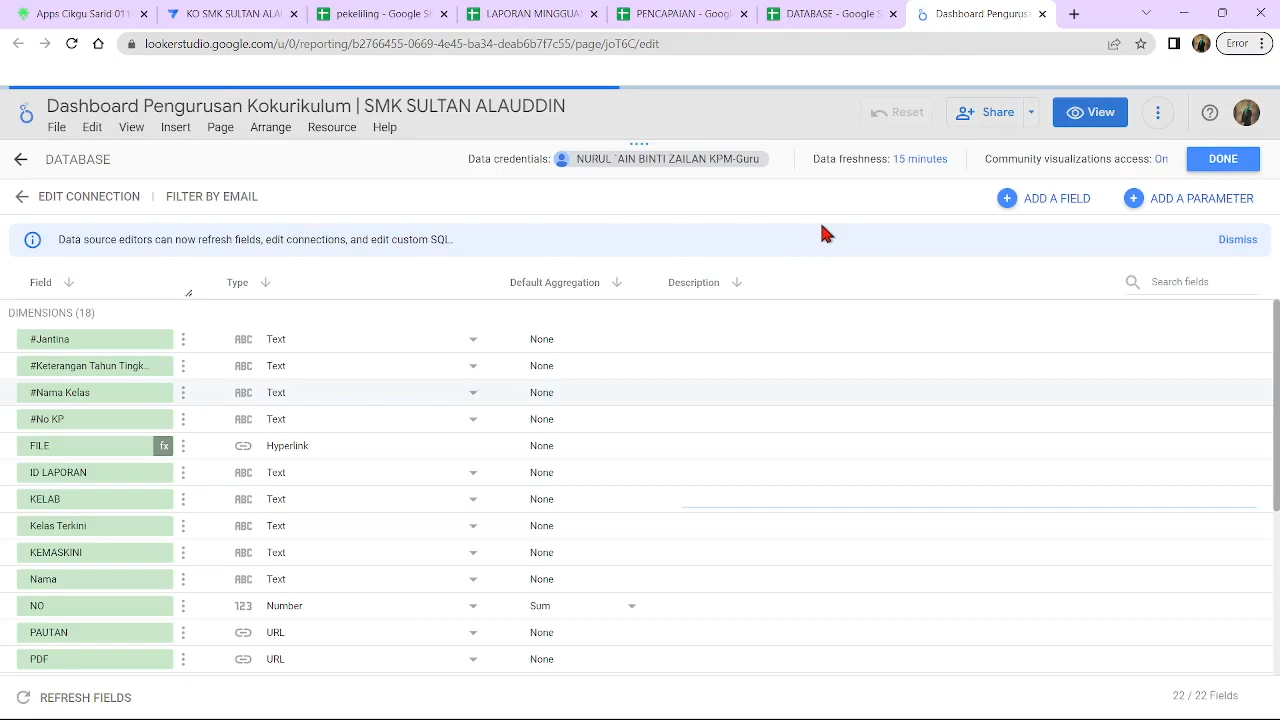 Apps Cikgu Sarid 011
KO SMK SULTAN ALA
pekeliling - Google S
LAPORAN MINGGUA
PENCAPAIAN - Googl
DATABASE - Google S
Dashboard Pengurusa
lookerstudio.google.com/u/0/reporting/b2766455-0669-4e45-ba34-deab6b7f7c55/page/joT6C/edit
Error
Dashboard Pengurusan Kokurikulum | SMK SULTAN ALAUDDIN
File Edit View Insert Page Arrange Resource Help
Reset
Share
View
DATABASE
Data credentials: NURUL `AIN BINTI ZAILAN KPM-Guru
Data freshness: 15 minutes
Community visualizations access: On
DONE
EDIT CONNECTION | FILTER BY EMAIL
ADD A FIELD
ADD A PARAMETER
Data source editors can now refresh fields, edit connections, and edit custom SQL.
Dismiss
Field Type Default Aggregation Description Search fields
DIMENSIONS (18)
#Jantina ABC Text None
#Keterangan Tahun Tingk... ABC Text None
#Nama Kelas ABC Text None
#No KP ABC Text None
FILE fx Hyperlink None
ID LAPORAN ABC Text None
KELAB ABC Text None
Kelas Terkini ABC Text None
KEMASKINI ABC Text None
Nama ABC Text None
NO 123 Number Sum
PAUTAN URL None
PDF URL None
REFRESH FIELDS
22 / 22 Fields